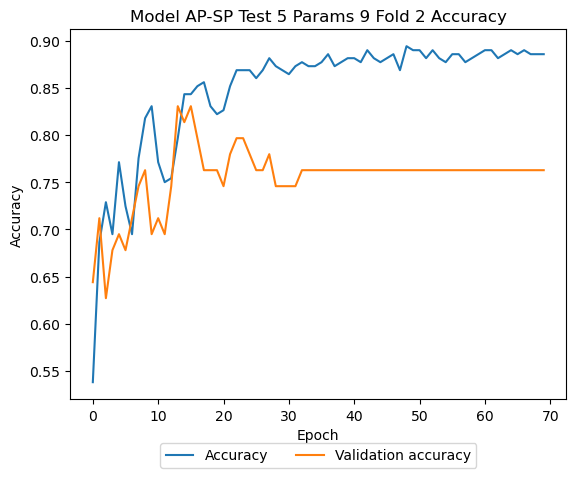 Model AP-SP Test 5 Params 9 Fold 2 Accuracy
0.90
0.85
0.80
0.75
0.70
0.65
0.60
0.55
Accuracy
0 10 20 30 40 50 60 70
Epoch
Accuracy Validation accuracy